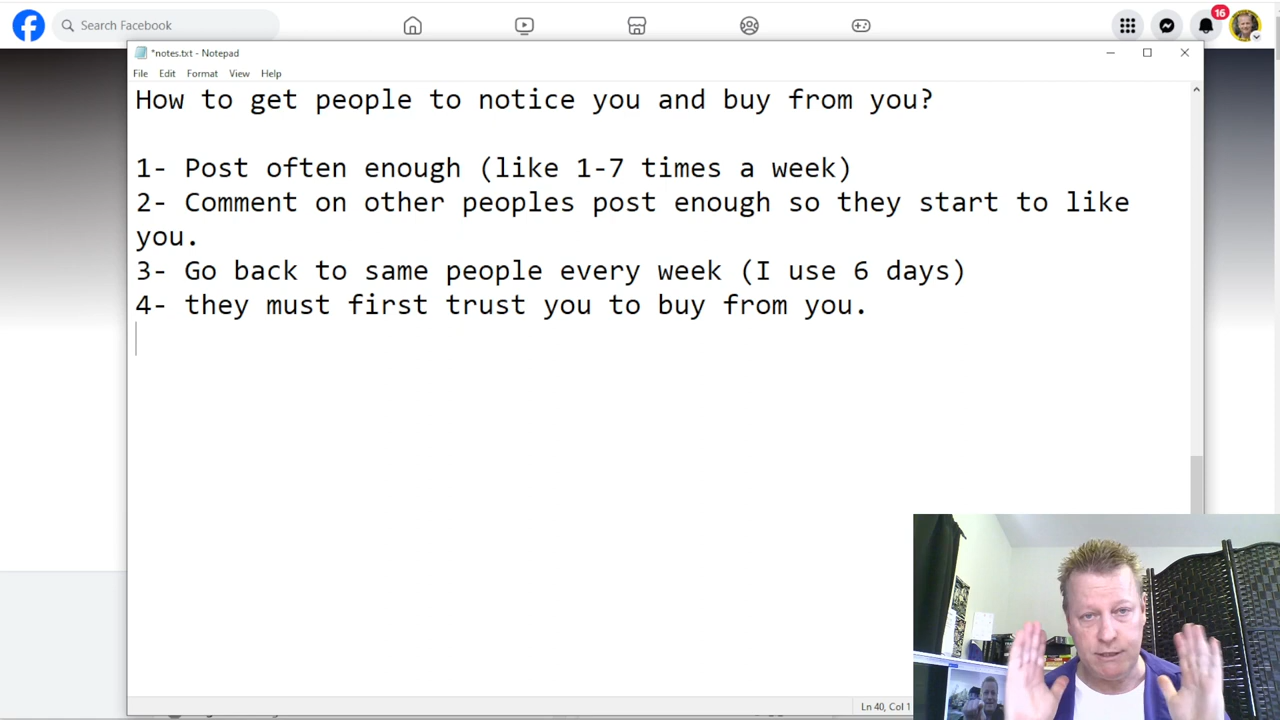 Search Facebook
16
*notes.txt - Notepad
File Edit Format View Help
How to get people to notice you and buy from you?
1- Post often enough (like 1-7 times a week)
2- Comment on other peoples post enough so they start to like
you.
3- Go back to same people every week (I use 6 days)
4- they must first trust you to buy from you.
Ln 40, Col 1